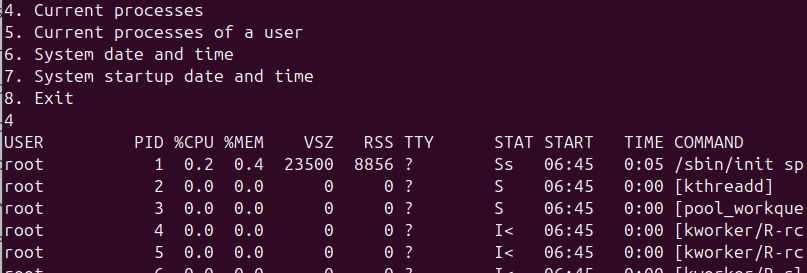 4. Current processes
5. Current processes of a user
6. System date and time
7. System startup date and time
8. Exit
4
USER         PID %CPU %MEM    VSZ   RSS TTY      STAT START   TIME COMMAND
root           1  0.2  0.4  23500  8856 ?        Ss   06:45   0:05 /sbin/init sp
root           2  0.0  0.0      0     0 ?        S    06:45   0:00 [kthreadd]
root           3  0.0  0.0      0     0 ?        S    06:45   0:00 [pool_workque
root           4  0.0  0.0      0     0 ?        I<   06:45   0:00 [kworker/R-rc
root           5  0.0  0.0      0     0 ?        I<   06:45   0:00 [kworker/R-rc